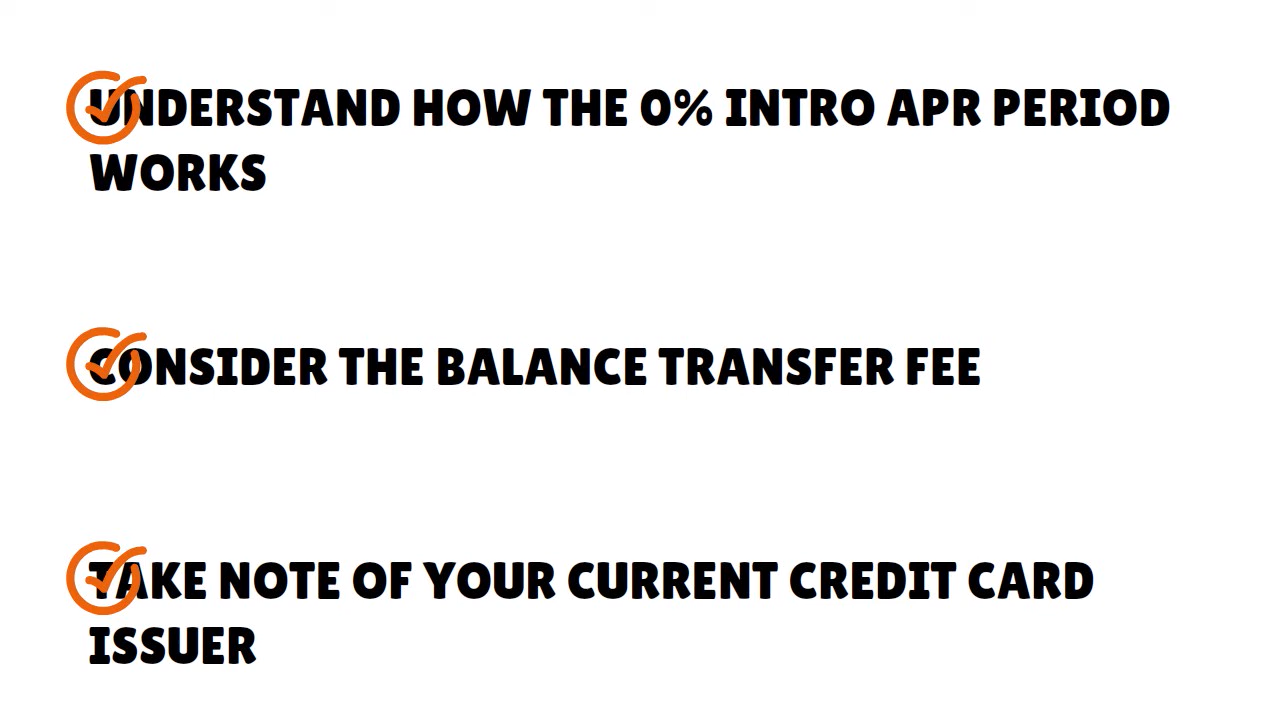 UNDERSTAND HOW THE 0% INTRO APR PERIOD
WORKS
CONSIDER THE BALANCE TRANSFER FEE
TAKE NOTE OF YOUR CURRENT CREDIT CARD
ISSUER